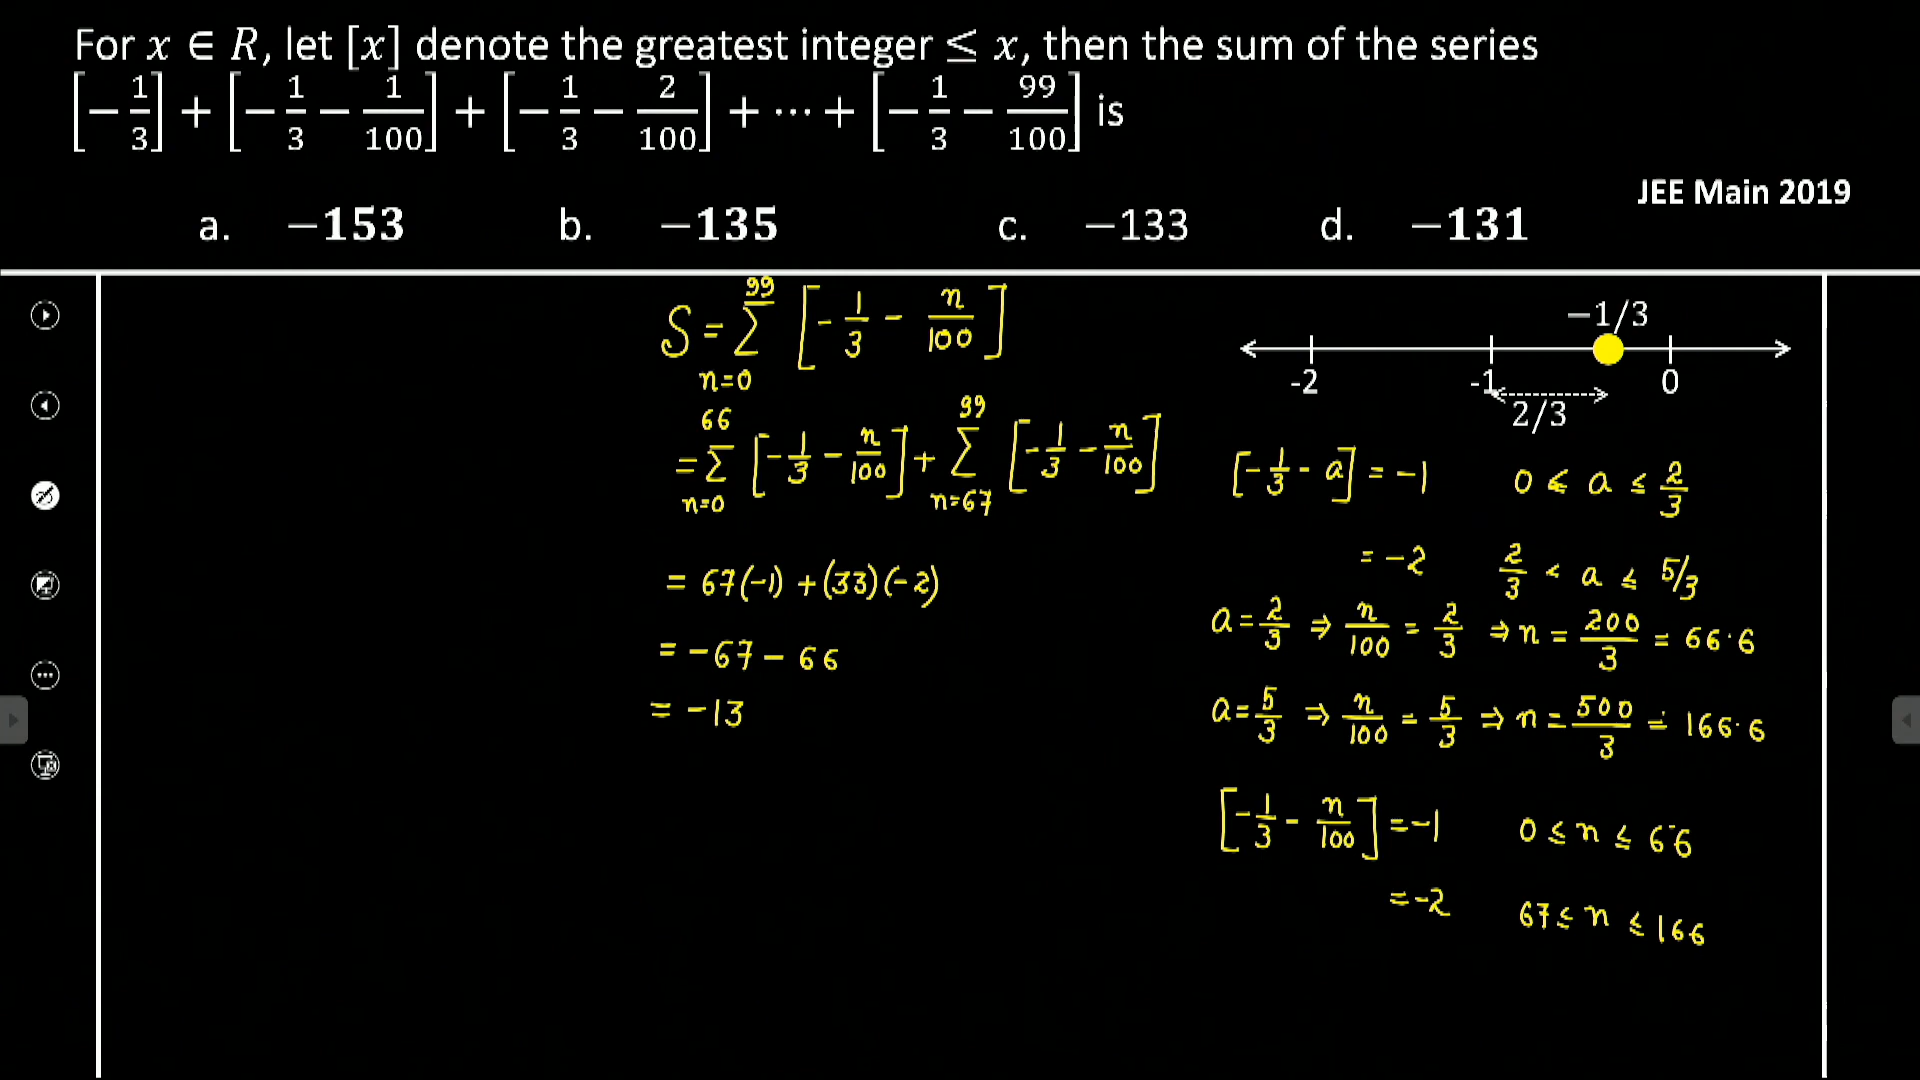 For x ∈ R, let [x] denote the greatest integer ≤ x, then the sum of the series
[−1/3] + [−1/3 − 1/100] + [−1/3 − 2/100] + ⋯ + [−1/3 − 99/100] is
JEE Main 2019
a. −153 b. −135 c. −133 d. −131
S = Σ_{n=0}^{99} [-1/3 - n/100]
= Σ_{n=0}^{66} [-1/3 - n/100] + Σ_{n=67}^{99} [-1/3 - n/100]
= 67(-1) + (33)(-2)
= -67 - 66
= -13
−1/3
-2 -1 0
2/3
[-1/3 - a] = -1 0 ≤ a ≤ 2/3
= -2 2/3 < a ≤ 5/3
a = 2/3 ⇒ n/100 = 2/3 ⇒ n = 200/3 = 66.6
a = 5/3 ⇒ n/100 = 5/3 ⇒ n = 500/3 = 166.6
[-1/3 - n/100] = -1 0 ≤ n ≤ 66
= -2 67 ≤ n ≤ 166